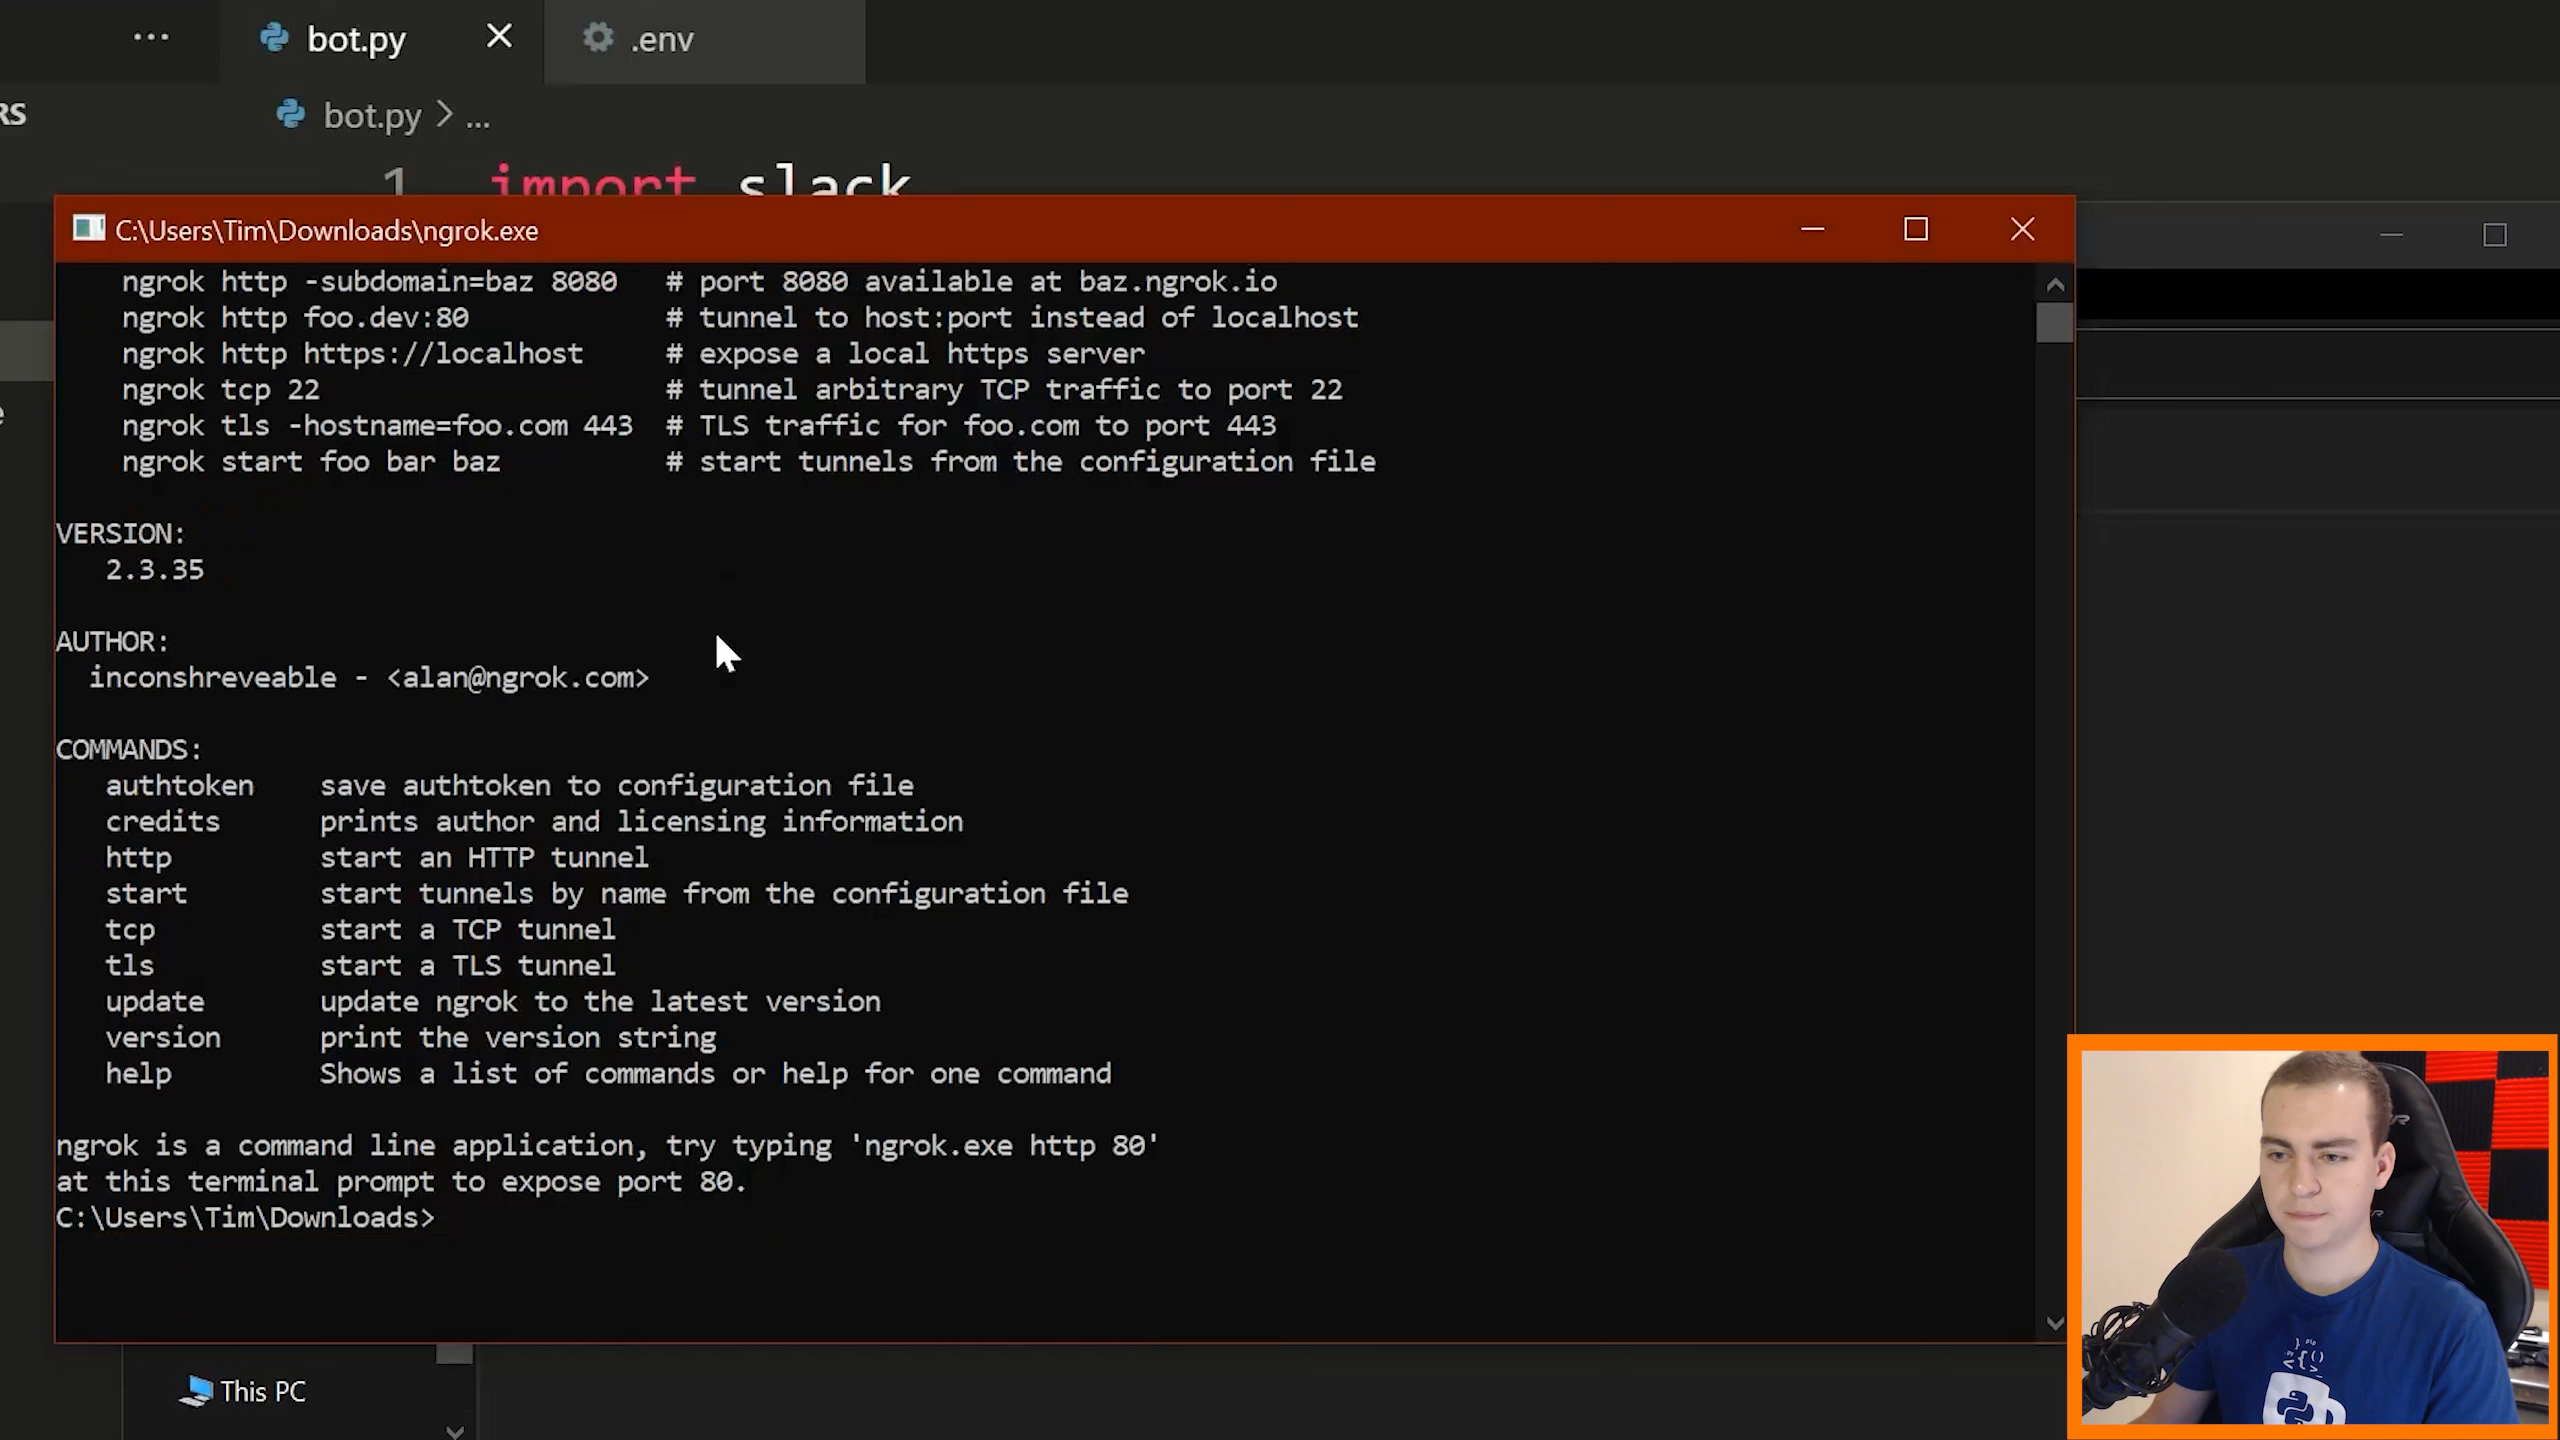 ... bot.py × .env
RS
bot.py > ...
1 import slack
C:\Users\Tim\Downloads\ngrok.exe
ngrok http -subdomain=baz 8080 # port 8080 available at baz.ngrok.io
ngrok http foo.dev:80 # tunnel to host:port instead of localhost
ngrok http https://localhost # expose a local https server
ngrok tcp 22 # tunnel arbitrary TCP traffic to port 22
ngrok tls -hostname=foo.com 443 # TLS traffic for foo.com to port 443
ngrok start foo bar baz # start tunnels from the configuration file
VERSION:
2.3.35
AUTHOR:
inconshreveable - <alan@ngrok.com>
COMMANDS:
authtoken save authtoken to configuration file
credits prints author and licensing information
http start an HTTP tunnel
start start tunnels by name from the configuration file
tcp start a TCP tunnel
tls start a TLS tunnel
update update ngrok to the latest version
version print the version string
help Shows a list of commands or help for one command
ngrok is a command line application, try typing 'ngrok.exe http 80'
at this terminal prompt to expose port 80.
C:\Users\Tim\Downloads>
This PC